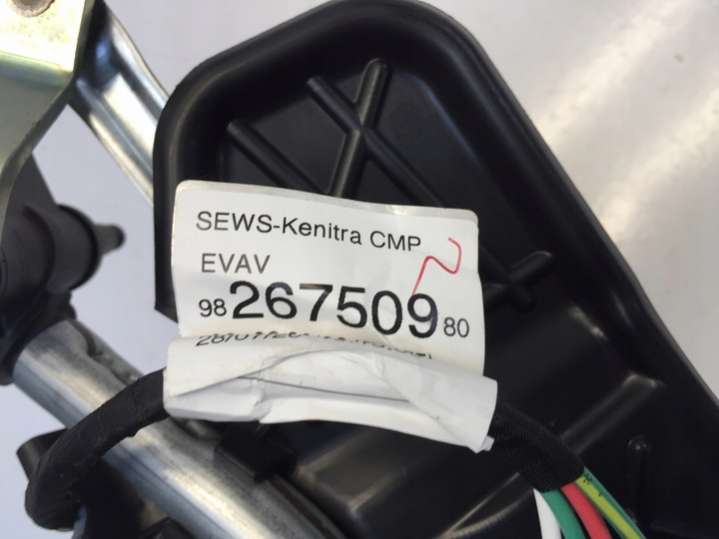 SEWS-Kenitra CMP
EVAV
98 267509 80